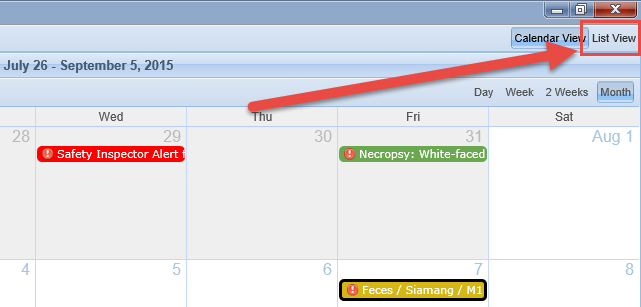 Calendar View List View
July 26 - September 5, 2015
Day Week 2 Weeks Month
Wed Thu Fri Sat
28 29 30 31 Aug 1
Safety Inspector Alert Necropsy: White-faced
4 5 6 7 8
Feces / Siamang / M1